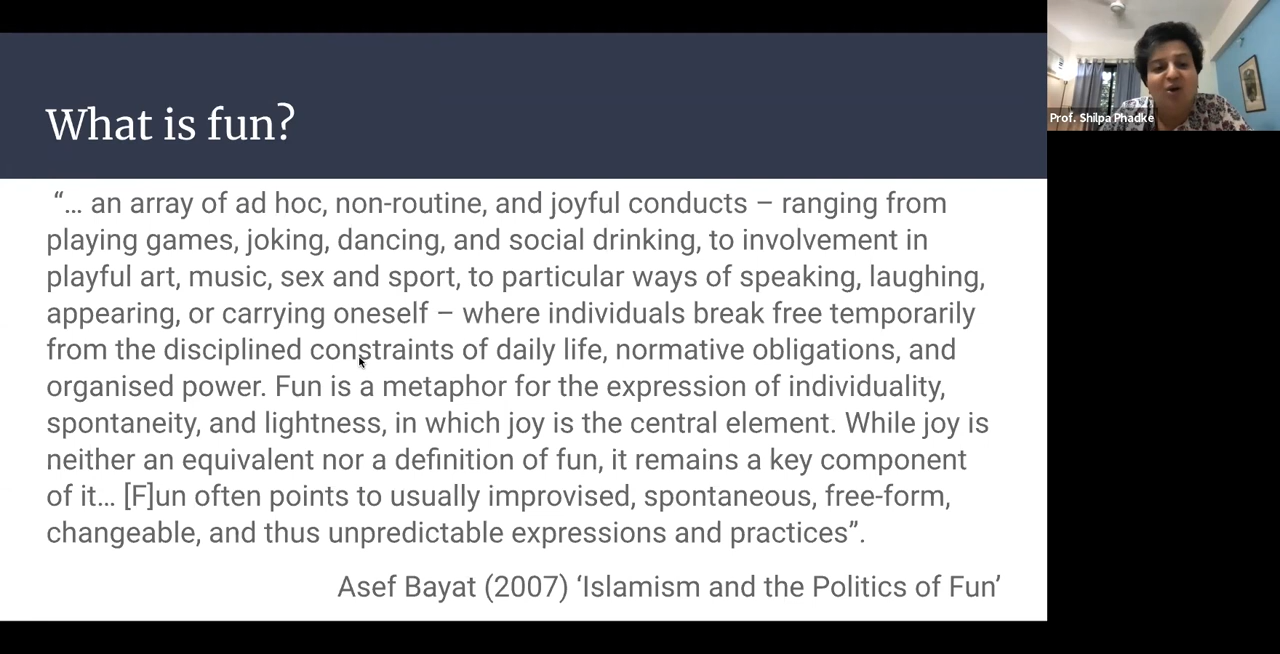 What is fun?
“... an array of ad hoc, non-routine, and joyful conducts – ranging from
playing games, joking, dancing, and social drinking, to involvement in
playful art, music, sex and sport, to particular ways of speaking, laughing,
appearing, or carrying oneself – where individuals break free temporarily
from the disciplined constraints of daily life, normative obligations, and
organised power. Fun is a metaphor for the expression of individuality,
spontaneity, and lightness, in which joy is the central element. While joy is
neither an equivalent nor a definition of fun, it remains a key component
of it... [F]un often points to usually improvised, spontaneous, free-form,
changeable, and thus unpredictable expressions and practices”.
Asef Bayat (2007) ‘Islamism and the Politics of Fun’
Prof. Shilpa Phadke